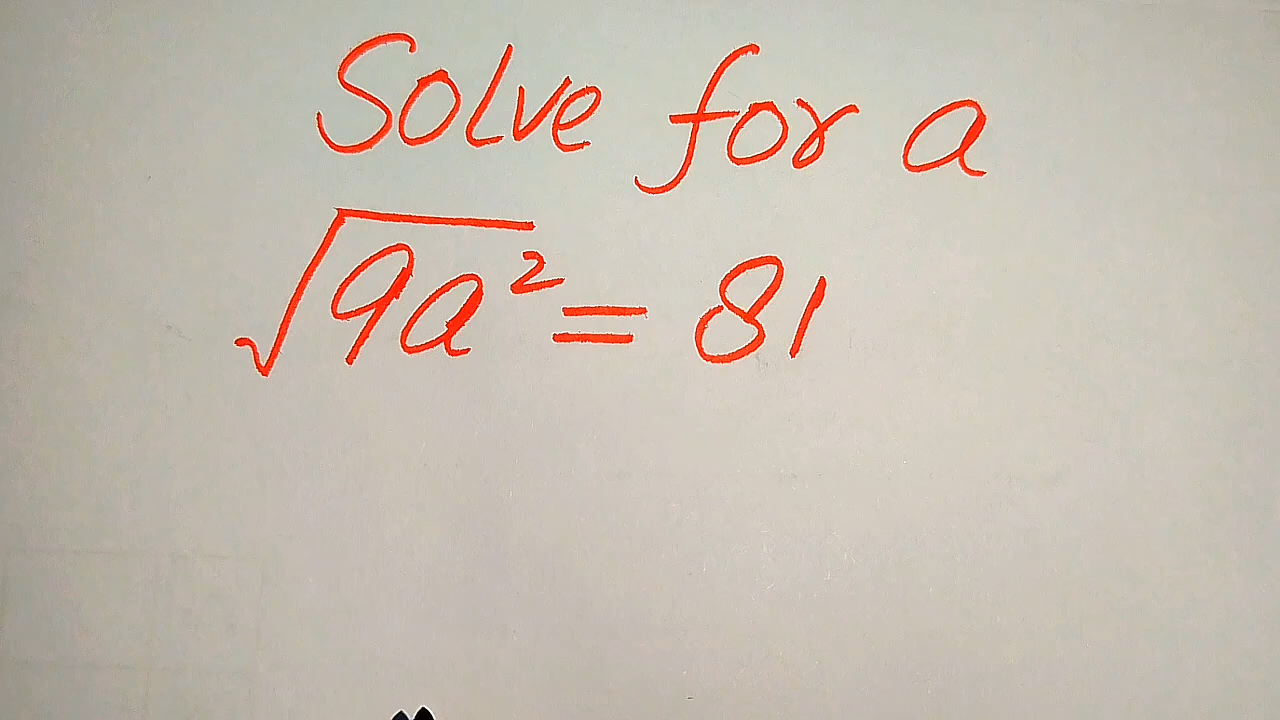 Solve for a
√9a² = 81